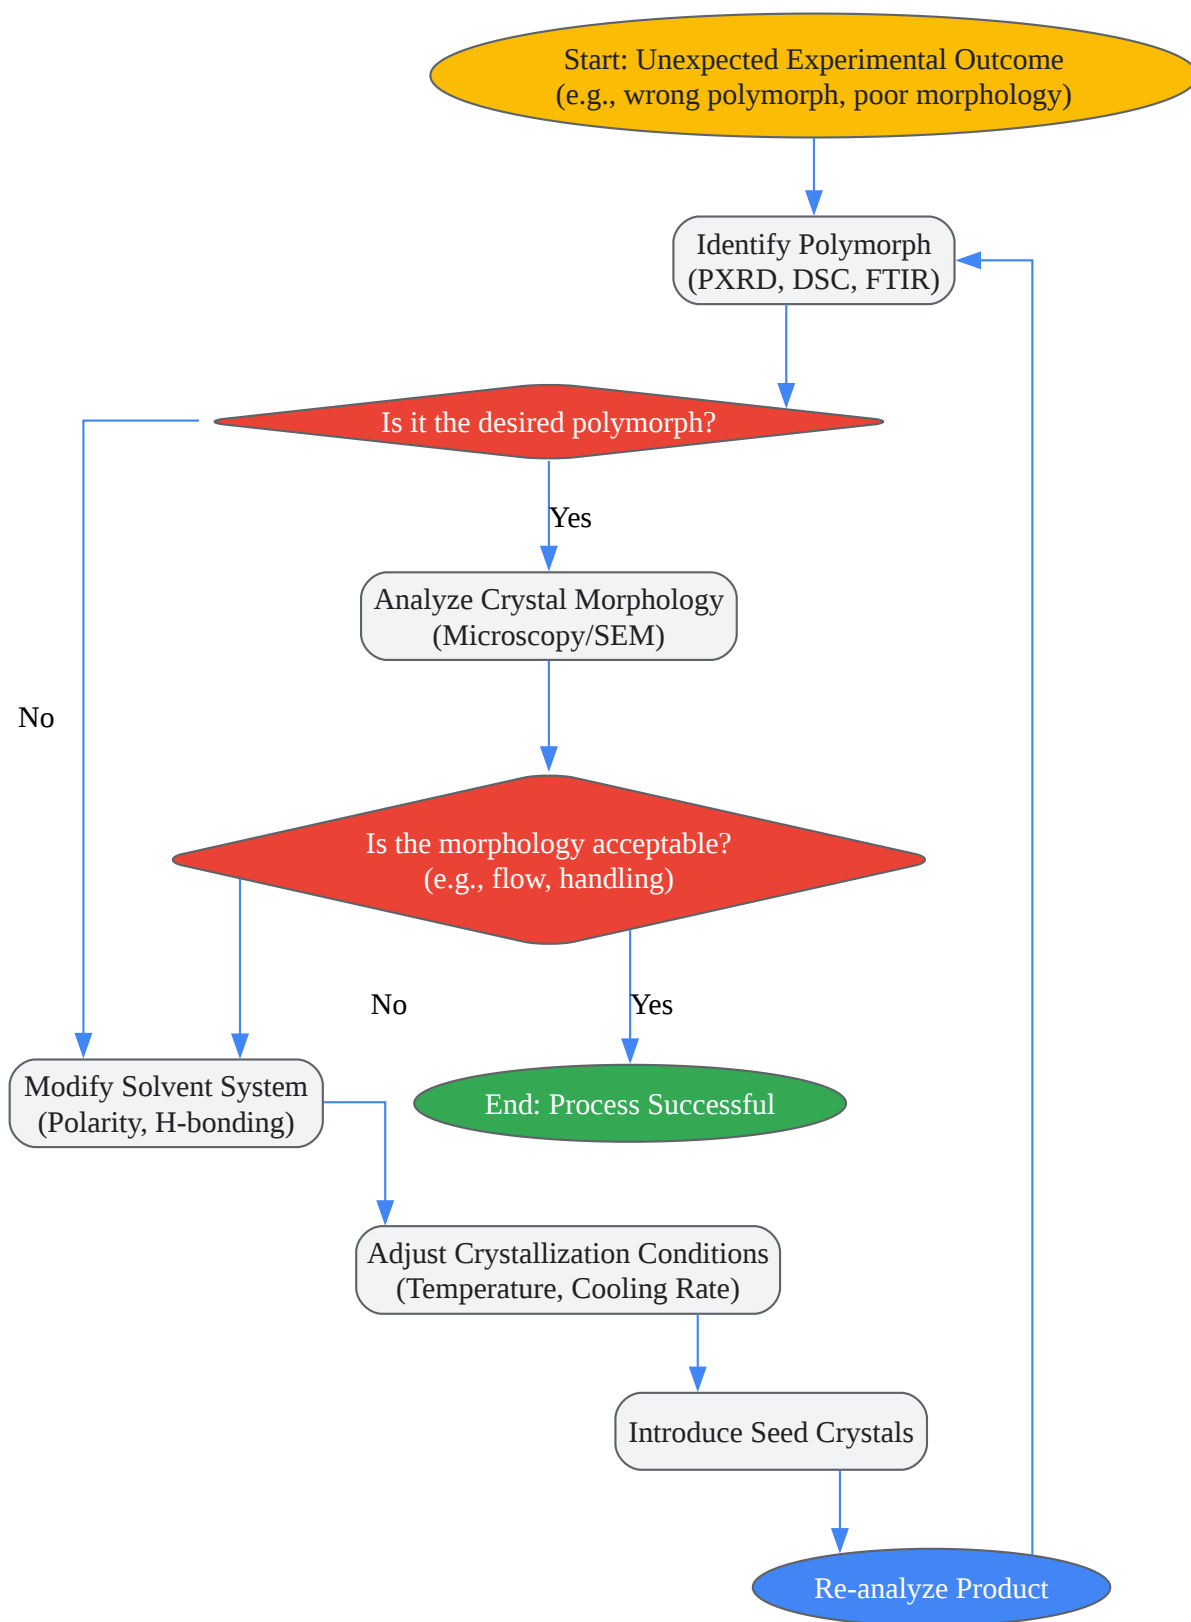 Start: Unexpected Experimental Outcome
(e.g., wrong polymorph, poor morphology)
Identify Polymorph
(PXRD, DSC, FTIR)
Is it the desired polymorph?
Yes
Analyze Crystal Morphology
(Microscopy/SEM)
No
Is the morphology acceptable?
(e.g., flow, handling)
No
Yes
Modify Solvent System
(Polarity, H-bonding)
End: Process Successful
Adjust Crystallization Conditions
(Temperature, Cooling Rate)
Introduce Seed Crystals
Re-analyze Product